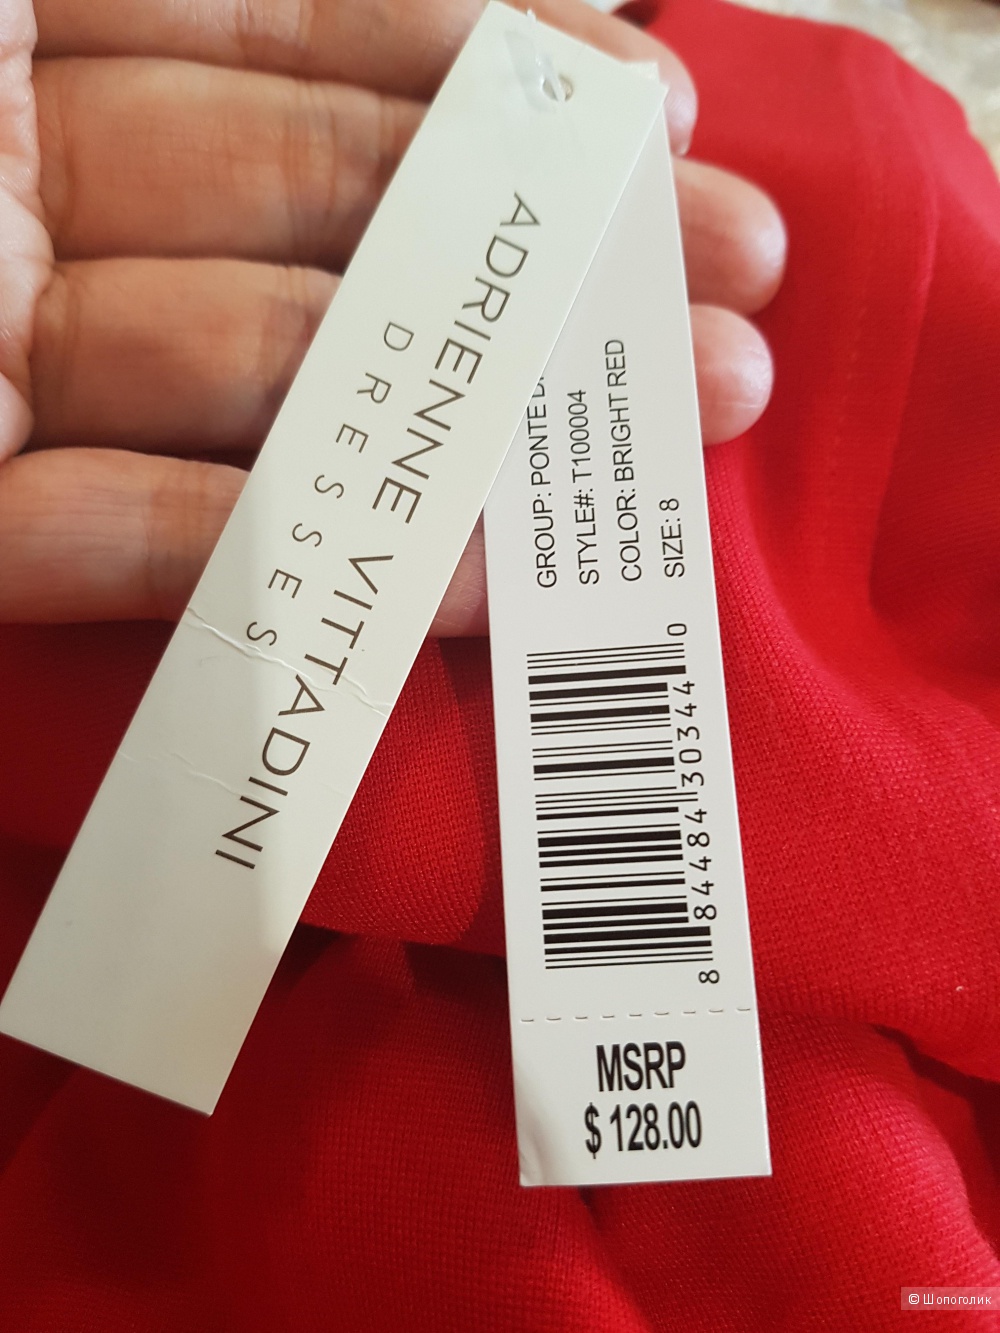 ADRIENNE VITTADINI
DRESSES
GROUP: PONTE
STYLE#: T100004
COLOR: BRIGHT RED
SIZE: 8
8 84484 30344 0
MSRP
$ 128.00
© Шопоголик